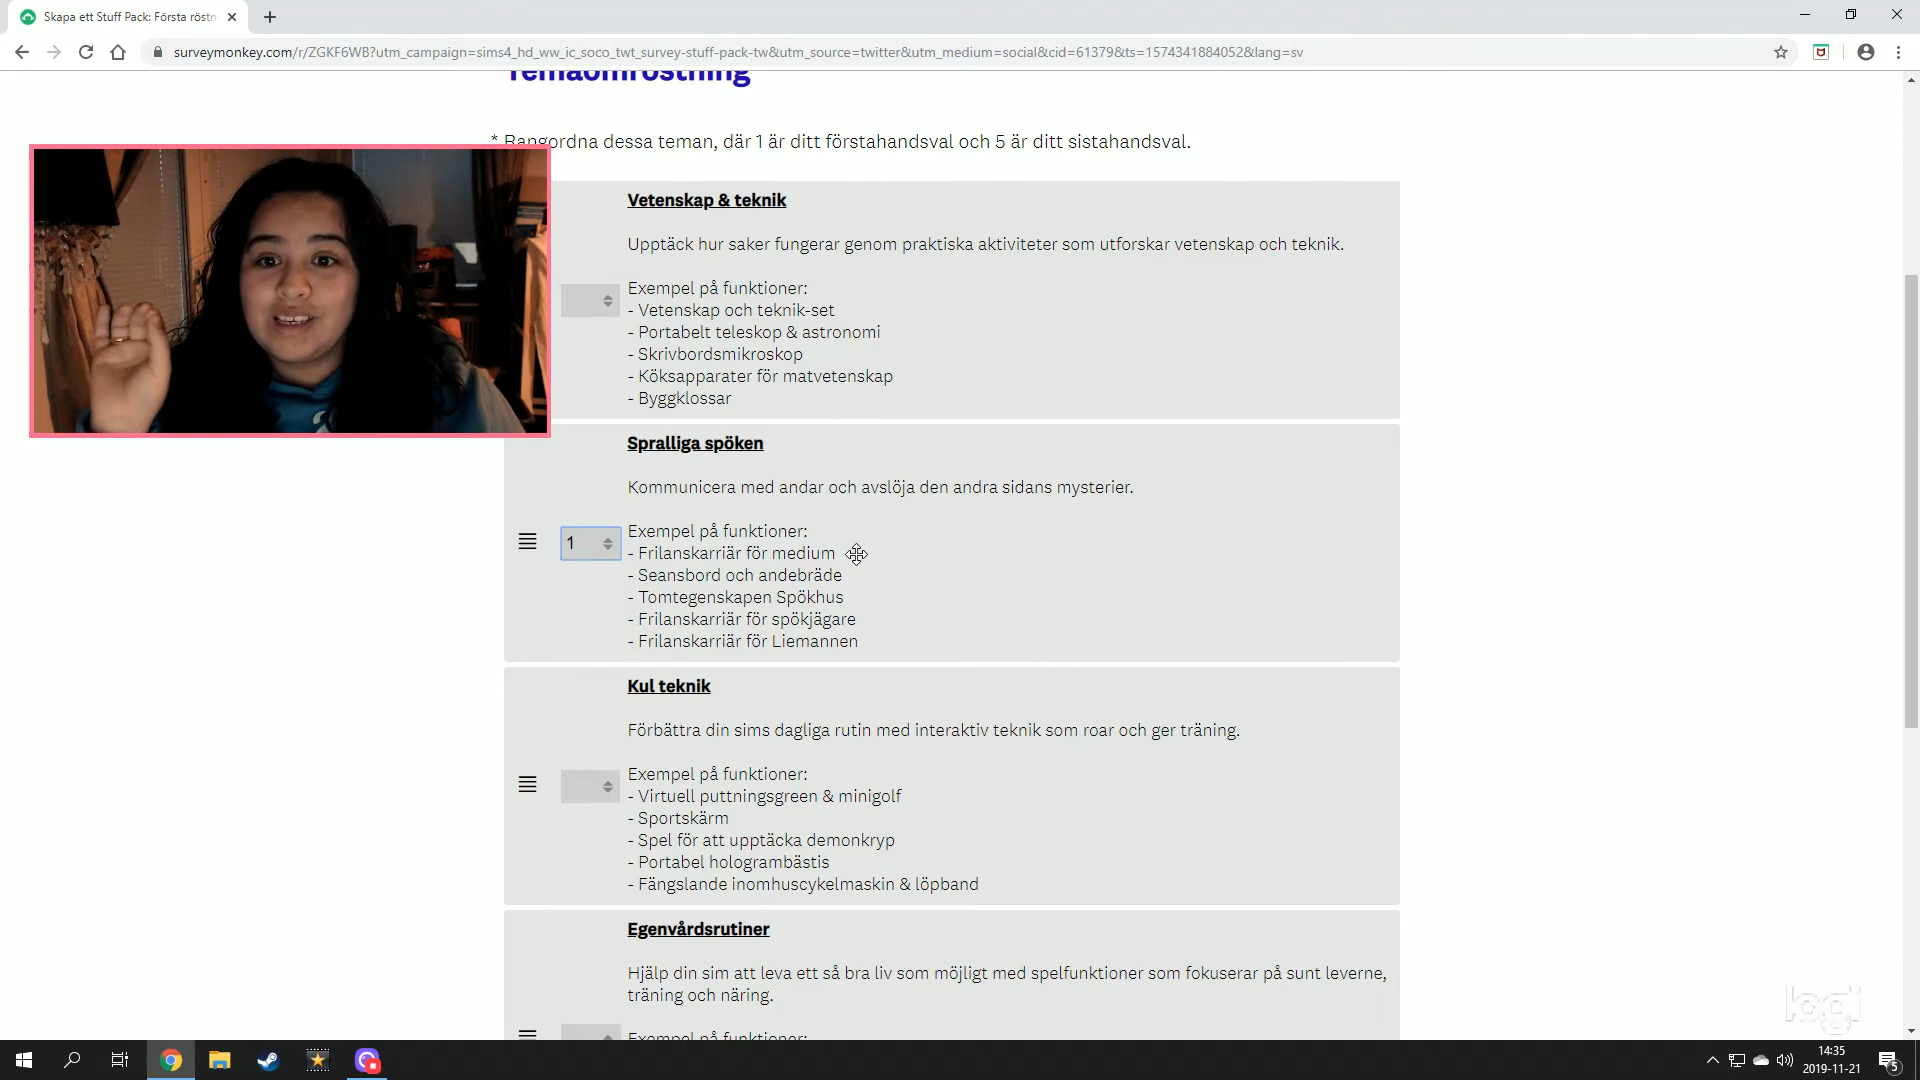 Skapa ett Stuff Pack: Första röstn
surveymonkey.com/r/ZGKF6WB?utm_campaign=sims4_hd_ww_ic_soco_twt_survey-stuff-pack-tw&utm_source=twitter&utm_medium=social&cid=61379&ts=1574341884052&lang=sv
Temaomröstning
* Rangordna dessa teman, där 1 är ditt förstahandsval och 5 är ditt sistahandsval.
Vetenskap & teknik
Upptäck hur saker fungerar genom praktiska aktiviteter som utforskar vetenskap och teknik.
Exempel på funktioner:
- Vetenskap och teknik-set
- Portabelt teleskop & astronomi
- Skrivbordsmikroskop
- Köksapparater för matvetenskap
- Byggklossar
Spralliga spöken
Kommunicera med andar och avslöja den andra sidans mysterier.
1
Exempel på funktioner:
- Frilanskarriär för medium
- Seansbord och andebräde
- Tomtegenskapen Spökhus
- Frilanskarriär för spökjägare
- Frilanskarriär för Liemannen
Kul teknik
Förbättra din sims dagliga rutin med interaktiv teknik som roar och ger träning.
Exempel på funktioner:
- Virtuell puttningsgreen & minigolf
- Sportskärm
- Spel för att upptäcka demonkryp
- Portabel hologrambästis
- Fängslande inomhuscykelmaskin & löpband
Egenvårdsrutiner
Hjälp din sim att leva ett så bra liv som möjligt med spelfunktioner som fokuserar på sunt leverne,
träning och näring.
Exempel på funktioner:
logi
14:35
2019-11-21
5